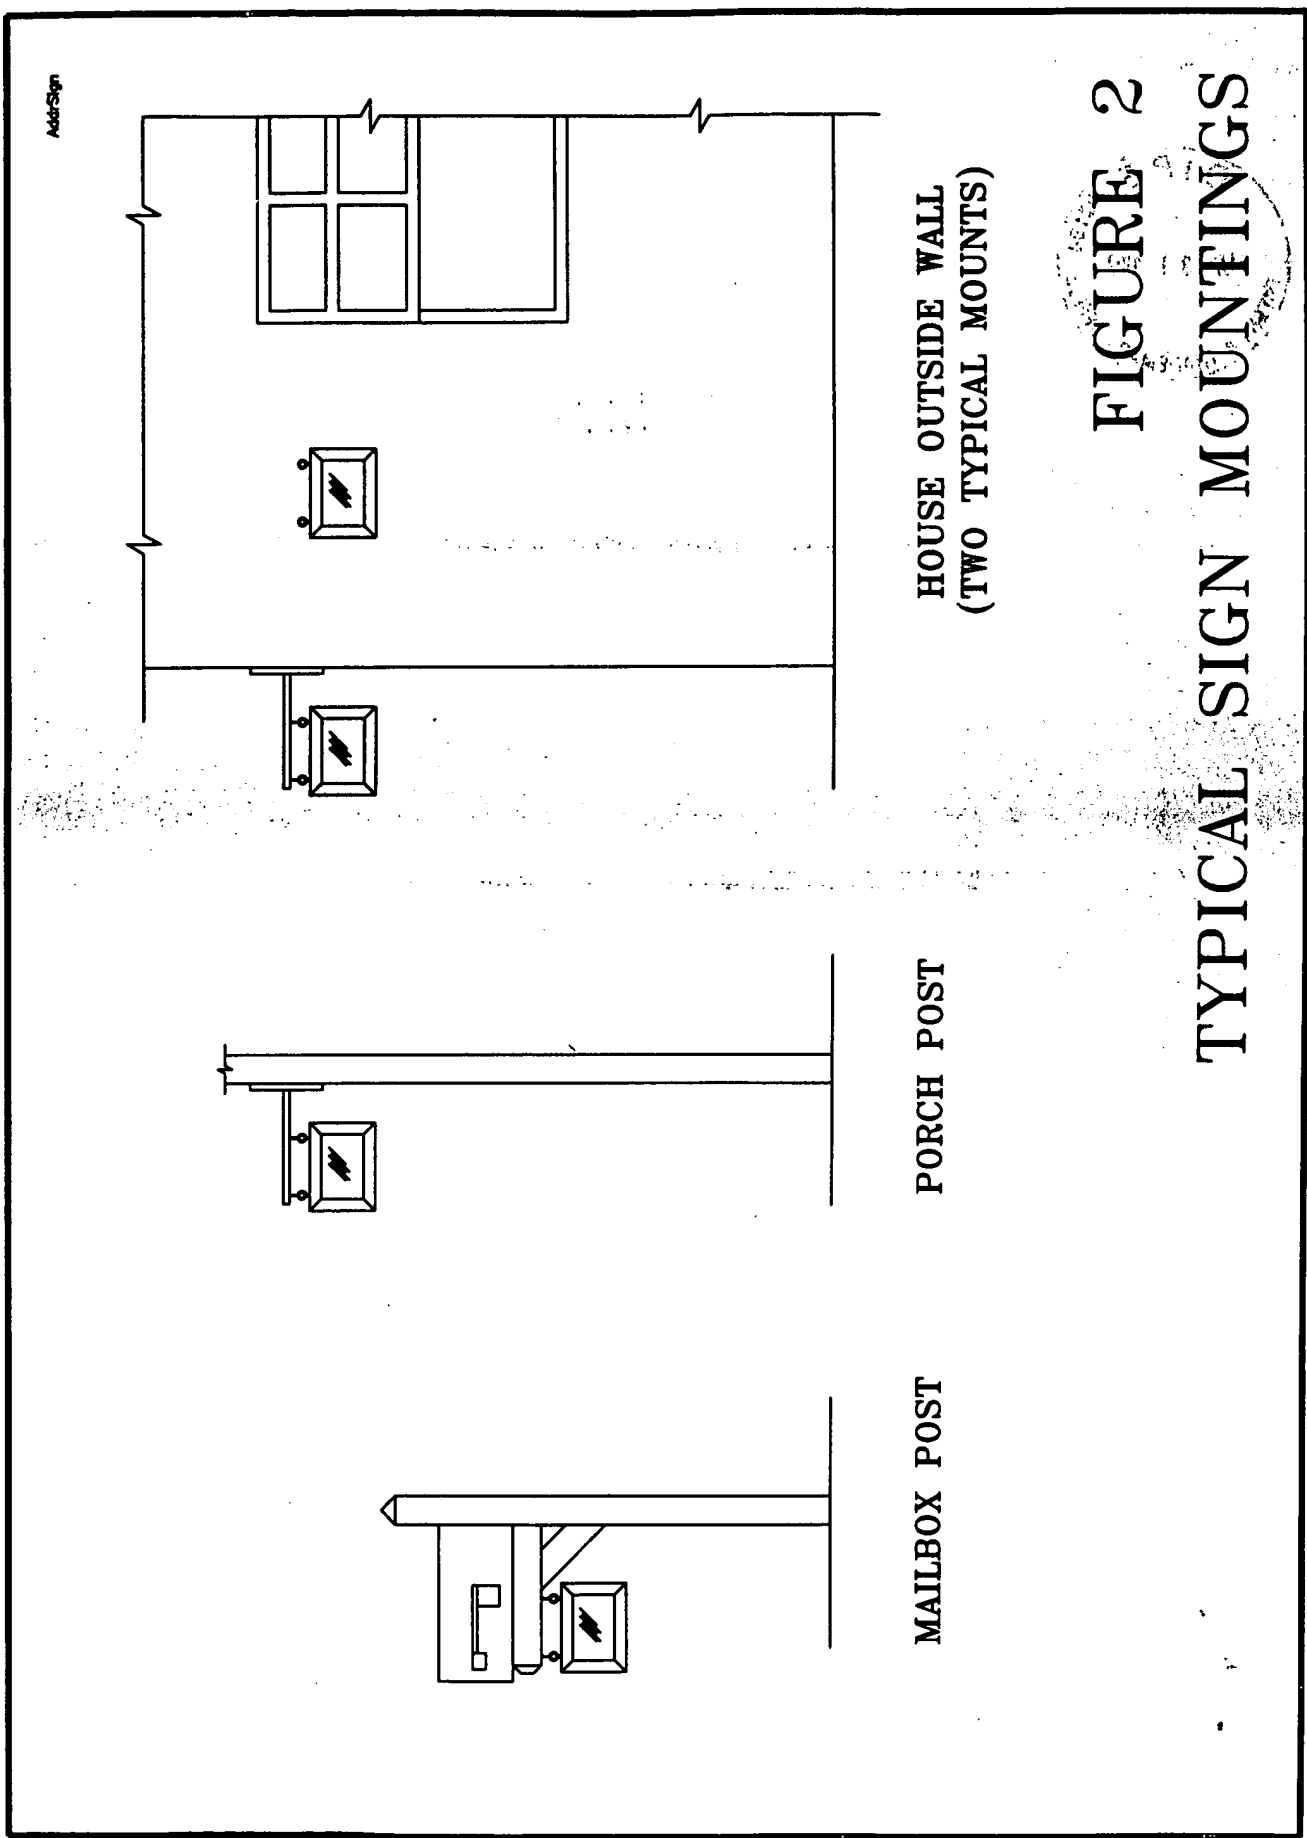 AddrSign
MAILBOX POST
PORCH POST
HOUSE OUTSIDE WALL
(TWO TYPICAL MOUNTS)
FIGURE 2
TYPICAL SIGN MOUNTINGS